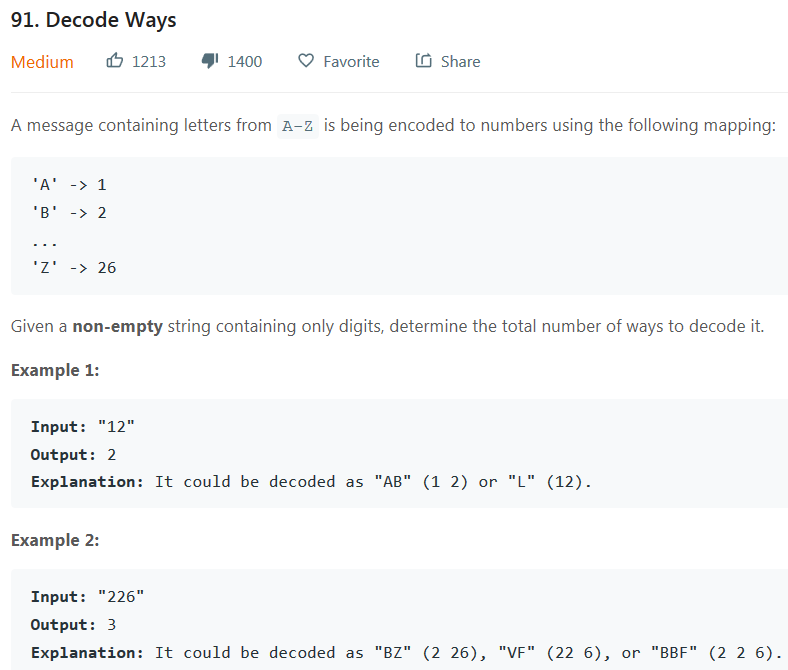 91. Decode Ways
Medium 1213 1400 Favorite Share
A message containing letters from A-Z is being encoded to numbers using the following mapping:
'A' -> 1
'B' -> 2
...
'Z' -> 26
Given a non-empty string containing only digits, determine the total number of ways to decode it.
Example 1:
Input: "12"
Output: 2
Explanation: It could be decoded as "AB" (1 2) or "L" (12).
Example 2:
Input: "226"
Output: 3
Explanation: It could be decoded as "BZ" (2 26), "VF" (22 6), or "BBF" (2 2 6).